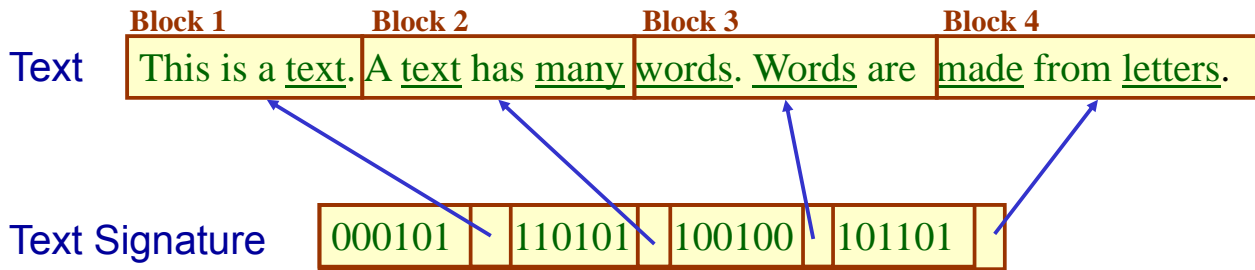 Block 1 Block 2 Block 3 Block 4
Text This is a text. A text has many words. Words are made from letters.
Text Signature 000101 110101 100100 101101